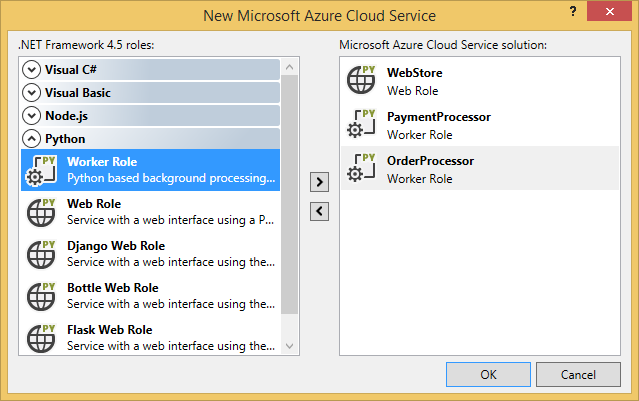 New Microsoft Azure Cloud Service
?
.NET Framework 4.5 roles:
Visual C#
Visual Basic
Node.js
Python
PY
Worker Role
Python based background processing...
PY
Web Role
Service with a web interface using a P...
PY
Django Web Role
Service with a web interface using the...
PY
Bottle Web Role
Service with a web interface using the...
PY
Flask Web Role
Service with a web interface using the...
Microsoft Azure Cloud Service solution:
PY
WebStore
Web Role
PY
PaymentProcessor
Worker Role
PY
OrderProcessor
Worker Role
OK
Cancel